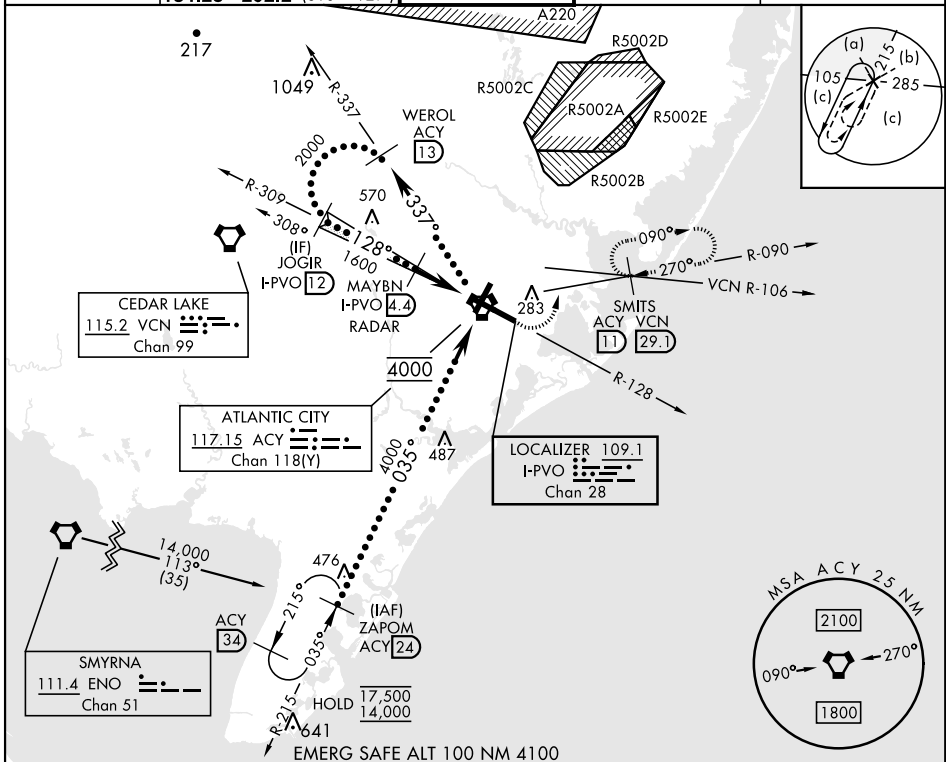 A220
217
1049
R-337
R5002D
R5002C
R5002A
R5002E
R5002B
(a)
215
(b)
105
285
(c)
(c)
WEROL
ACY
13
2000
R-309
570
337°
308°
128°
(IF)
JOGIR
I-PVO 12
1600
MAYBN
I-PVO 4.4
RADAR
090°
R-090
270°
VCN R-106
283
SMITS
ACY VCN
11 29.1
R-128
CEDAR LAKE
115.2 VCN
Chan 99
4000
ATLANTIC CITY
117.15 ACY
Chan 118(Y)
4000
035°
487
LOCALIZER 109.1
I-PVO
Chan 28
14,000
113°
(35)
476
215°
035°
(IAF)
ZAPOM
ACY 24
ACY
34
SMYRNA
111.4 ENO
Chan 51
HOLD 17,500
14,000
R-215
641
EMERG SAFE ALT 100 NM 4100
MSA ACY 25 NM
2100
090°
270°
1800